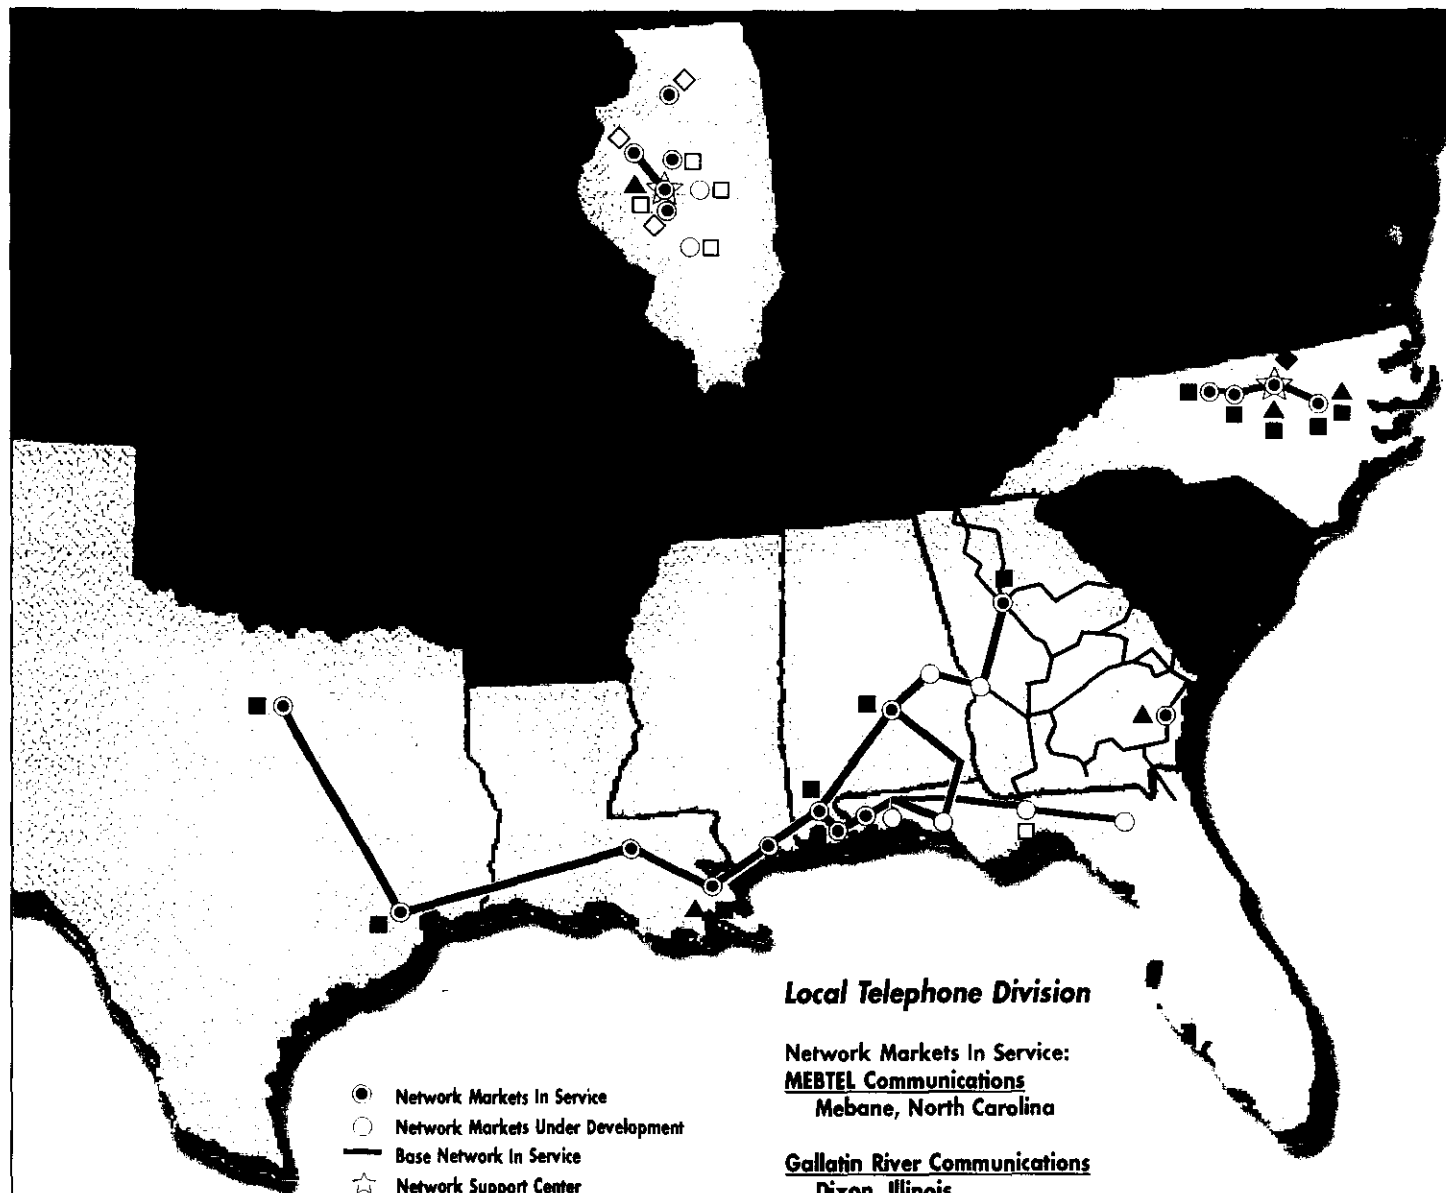 Local Telephone Division
Network Markets In Service:
MEBTEL Communications
Mebane, North Carolina
Gallatin River Communications
Dixon, Illinois
Network Markets In Service
Network Markets Under Development
Base Network In Service
Network Support Center